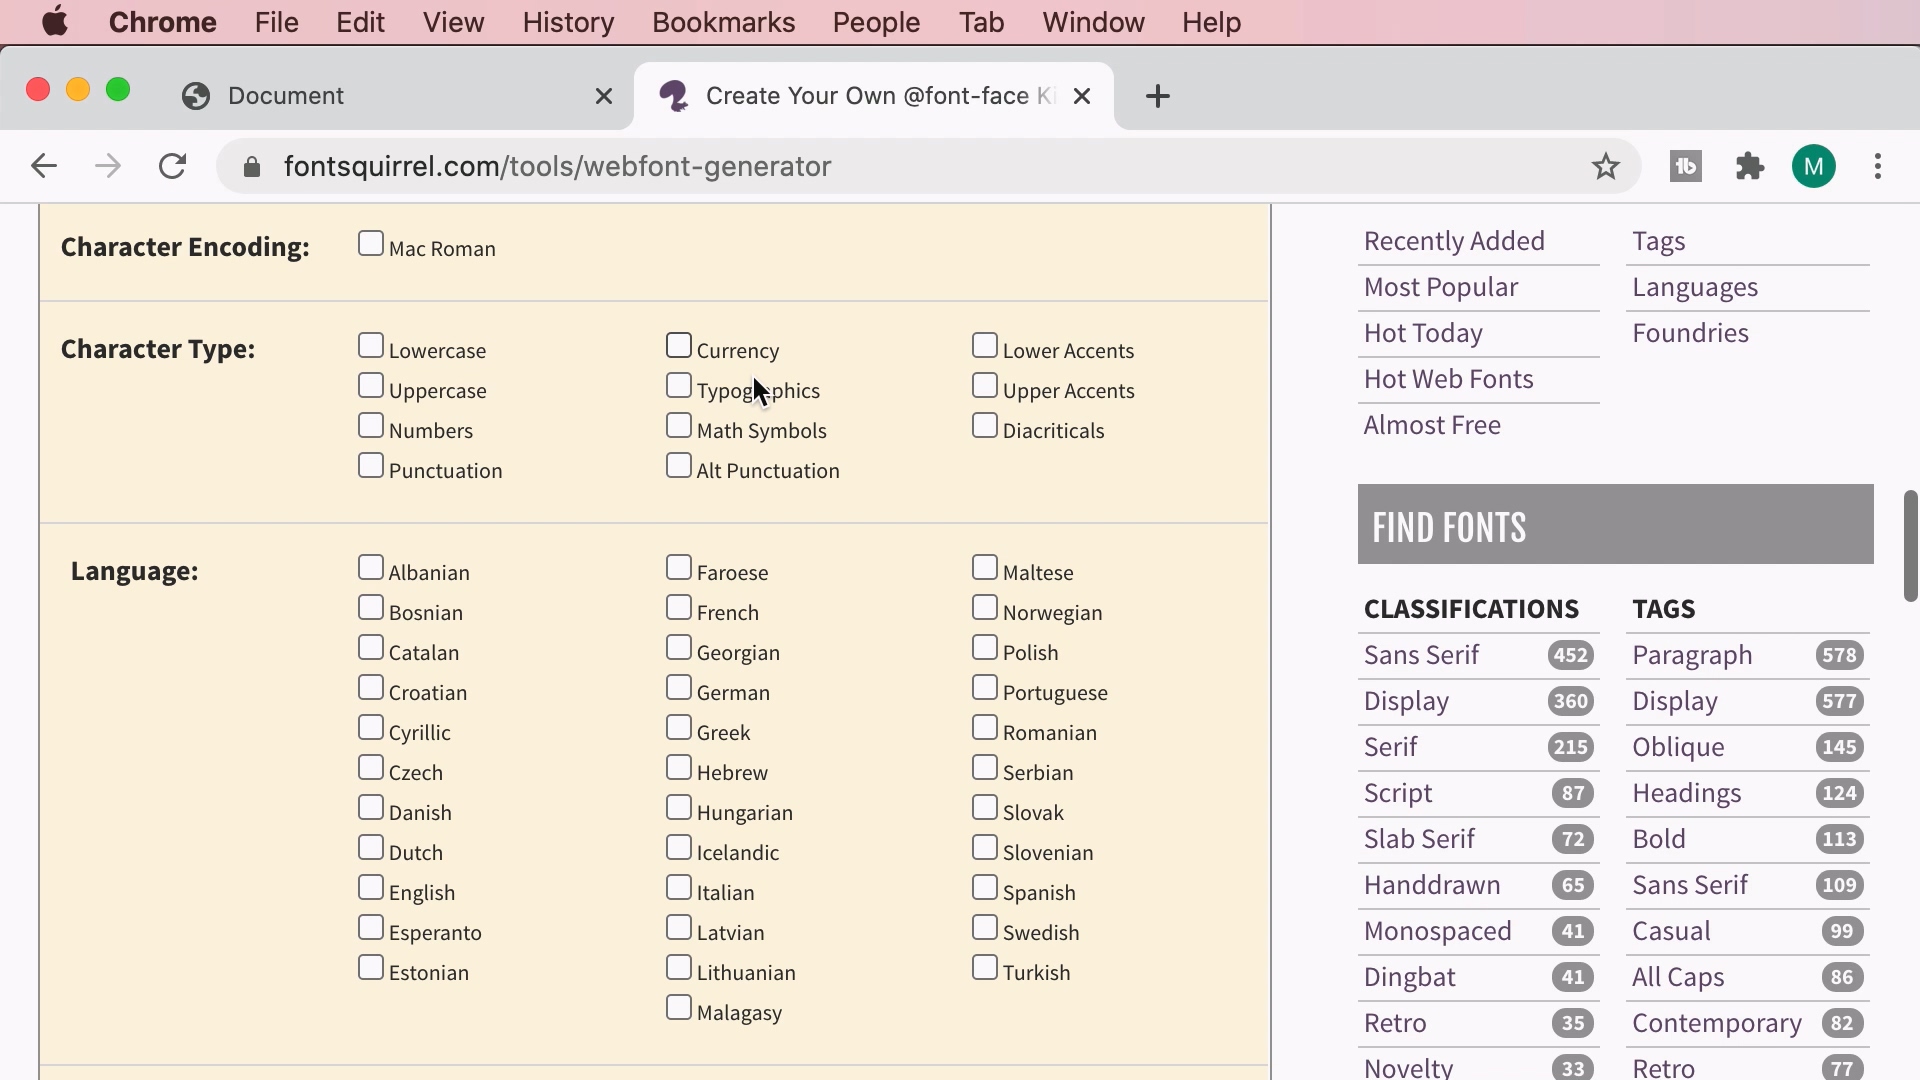 Chrome File Edit View History Bookmarks People Tab Window Help
Document
Create Your Own @font-face Ki
fontsquirrel.com/tools/webfont-generator
M
Character Encoding:
Mac Roman
Character Type:
Lowercase Currency Lower Accents
Uppercase Typographics Upper Accents
Numbers Math Symbols Diacriticals
Punctuation Alt Punctuation
Language:
Albanian Faroese Maltese
Bosnian French Norwegian
Catalan Georgian Polish
Croatian German Portuguese
Cyrillic Greek Romanian
Czech Hebrew Serbian
Danish Hungarian Slovak
Dutch Icelandic Slovenian
English Italian Spanish
Esperanto Latvian Swedish
Estonian Lithuanian Turkish
Malagasy
Recently Added Tags
Most Popular Languages
Hot Today Foundries
Hot Web Fonts
Almost Free
FIND FONTS
CLASSIFICATIONS TAGS
Sans Serif 452 Paragraph 578
Display 360 Display 577
Serif 215 Oblique 145
Script 87 Headings 124
Slab Serif 72 Bold 113
Handdrawn 65 Sans Serif 109
Monospaced 41 Casual 99
Dingbat 41 All Caps 86
Retro 35 Contemporary 82
Novelty 33 Retro 77